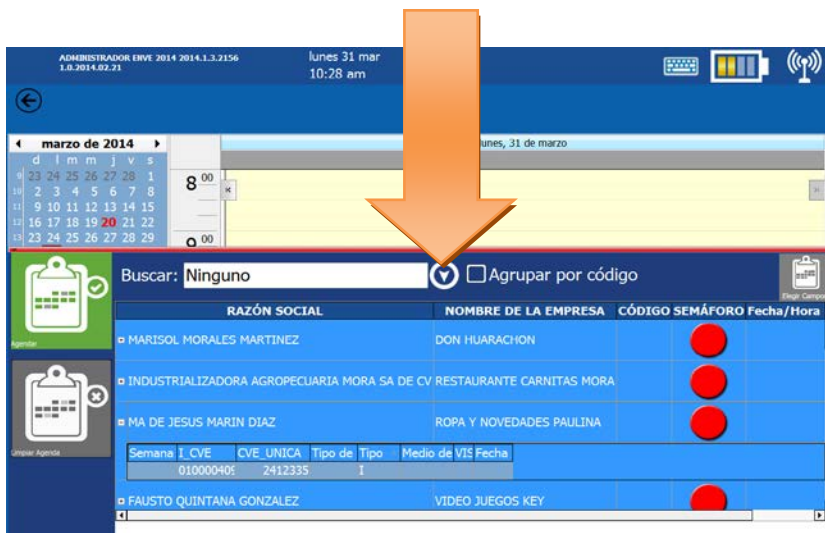 ADMINISTRADOR ENVE 2014 2014.1.3.2156
1.0.2014.02.21
lunes 31 mar
10:28 am
marzo de 2014
d l m m j v s
9 23 24 25 26 27 28 1
10 2 3 4 5 6 7 8
11 9 10 11 12 13 14 15
12 16 17 18 19 20 21 22
13 23 24 25 26 27 28 29
8 00
9 00
lunes, 31 de marzo
Agendar
Buscar: Ninguno
Agrupar por código
Elegir Campos
RAZÓN SOCIAL NOMBRE DE LA EMPRESA CÓDIGO SEMÁFORO Fecha/Hora
MARISOL MORALES MARTINEZ DON HUARACHON
INDUSTRIALIZADORA AGROPECUARIA MORA SA DE CV RESTAURANTE CARNITAS MORA
MA DE JESUS MARIN DIAZ ROPA Y NOVEDADES PAULINA
Limpiar Agenda
Semana I_CVE CVE_UNICA Tipo de Tipo Medio de VIS Fecha
01000409 2412335 I
FAUSTO QUINTANA GONZALEZ VIDEO JUEGOS KEY